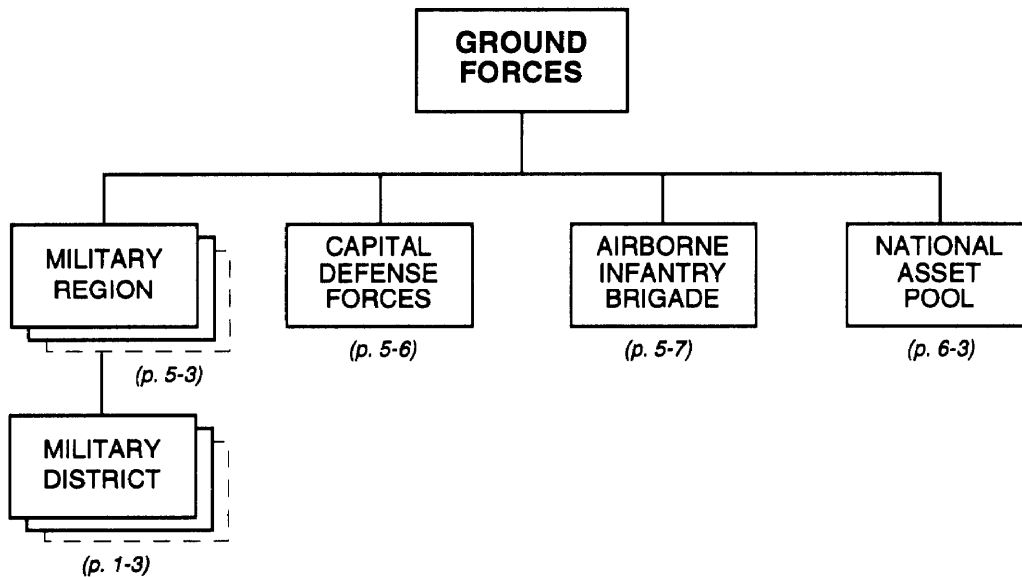 GROUND
FORCES
MILITARY
REGION
(p. 5-3)
CAPITAL
DEFENSE
FORCES
(p. 5-6)
AIRBORNE
INFANTRY
BRIGADE
(p. 5-7)
NATIONAL
ASSET
POOL
(p. 6-3)
MILITARY
DISTRICT
(p. 1-3)